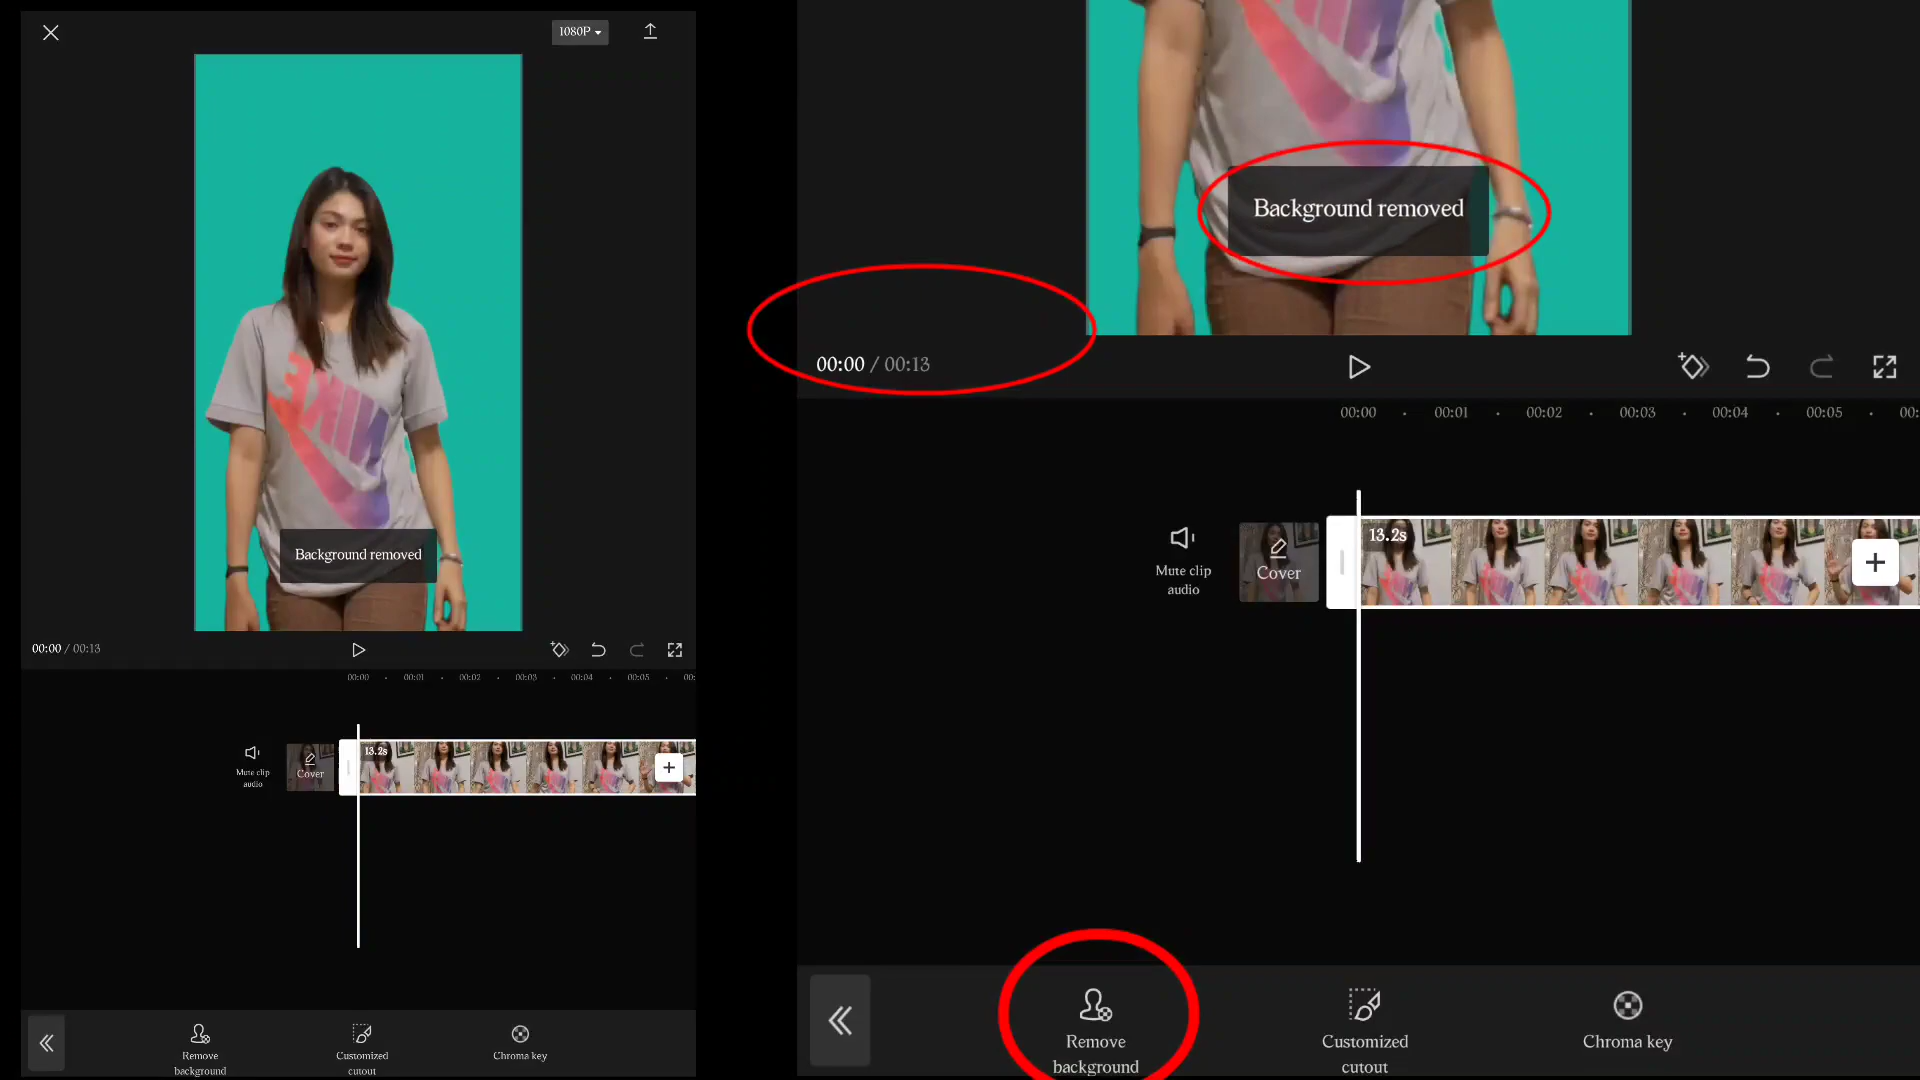 1080P
NIKE
Background removed
00:00 / 00:13
00:00 00:01 00:02 00:03 00:04 00:05 00:
13.2s
Mute clip
audio
Cover
Remove
background
Customized
cutout
Chroma key
Background removed
00:00 / 00:13
00:00 00:01 00:02 00:03 00:04 00:05 00:
13.2s
Mute clip
audio
Cover
Remove
background
Customized
cutout
Chroma key